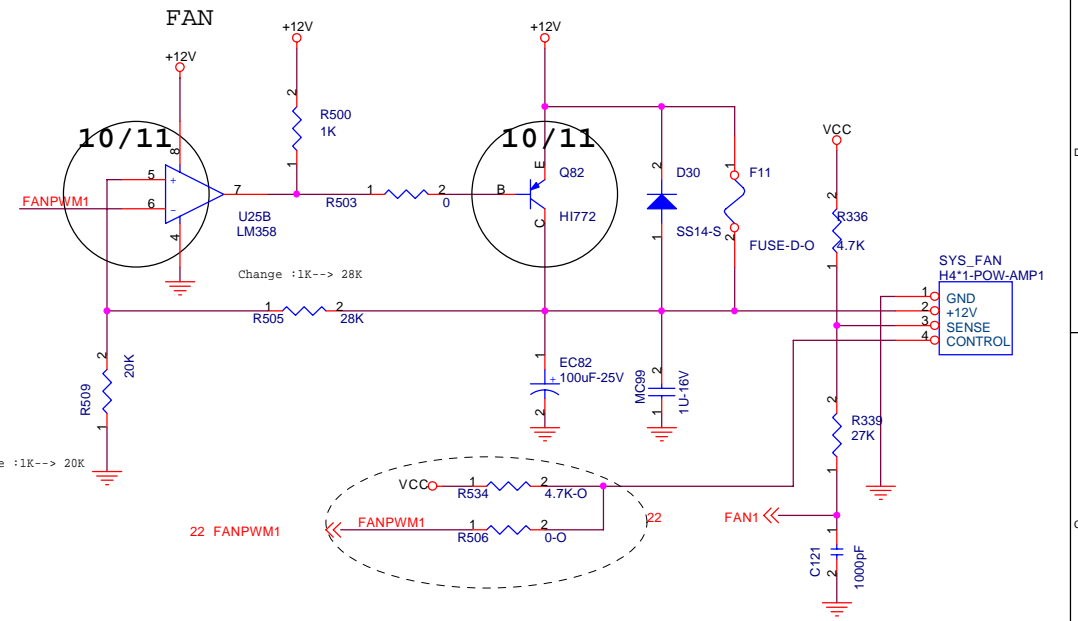 FAN
+12V
+12V
+12V
10/11
10/11
8
2
R500
1K
1
5
+
6
-
7
4
FANPWM1
U25B
LM358
1
R503
2
0
B
E
C
Q82
HI772
2
D30
1
SS14-S
1
F11
2
FUSE-D-O
VCC
2
R336
4.7K
1
Change :1K--> 28K
1
R505
2
28K
SYS_FAN
H4*1-POW-AMP1
1
GND
2
+12V
3
SENSE
4
CONTROL
2
20K
R509
1
e :1K--> 20K
1
EC82
+
100uF-25V
2
2
MC99
1U-16V
1
2
R339
27K
1
VCC
1
R534
2
4.7K-O
22 FANPWM1
FANPWM1
1
R506
2
0-O
22
FAN1
1
C121
1000pF
2
D
C